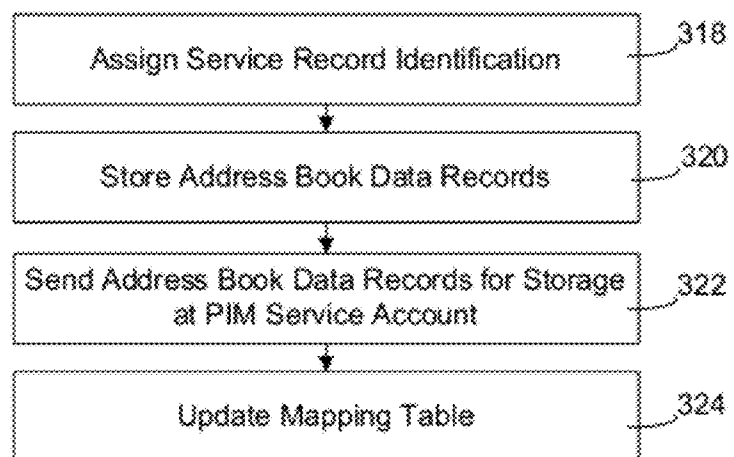 Assign Service Record Identification
318
Store Address Book Data Records
320
Send Address Book Data Records for Storage
at PIM Service Account
322
Update Mapping Table
324